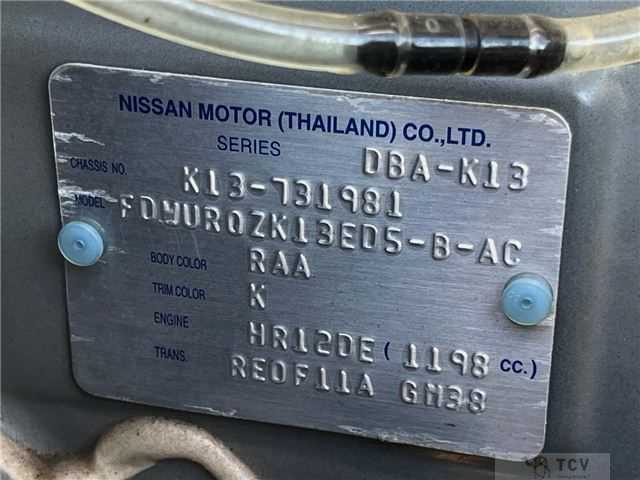 NISSAN MOTOR (THAILAND) CO.,LTD.
SERIES DBA-K13
CHASSIS NO. K13-731981
MODEL FDWURQZK13ED5-B-AC
BODY COLOR RAA
TRIM COLOR K
ENGINE HR12DE ( 1198 CC. )
TRANS. RE0F11A GM38
TCV